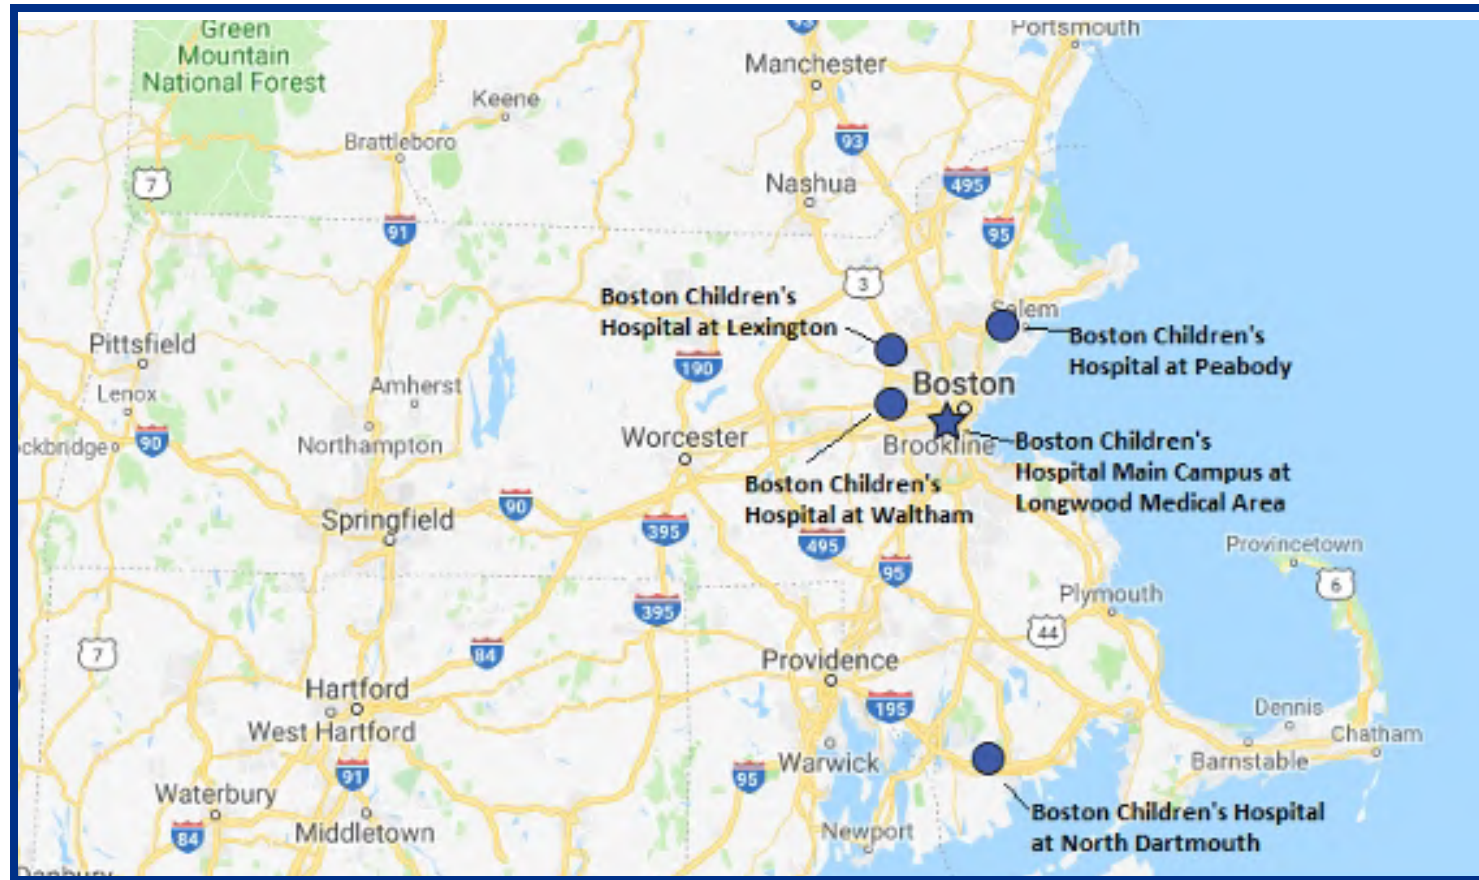 Green
Mountain
National Forest
Portsmouth
Manchester
Keene
Brattleboro
93
7
Nashua
495
91
95
3
Boston Children's
Hospital at Lexington
Salem
Boston Children's
Hospital at Peabody
Pittsfield
190
Lenox
Amherst
Boston
90
Northampton
Worcester
Brookline
Boston Children's
Hospital Main Campus at
Longwood Medical Area
Boston Children's
Hospital at Waltham
90
Springfield
395
495
95
Provincetown
6
Plymouth
395
44
7
84
Providence
Hartford
West Hartford
195
Dennis
Chatham
Barnstable
91
95
Warwick
Waterbury
84
Middletown
Newport
Boston Children's Hospital
at North Dartmouth